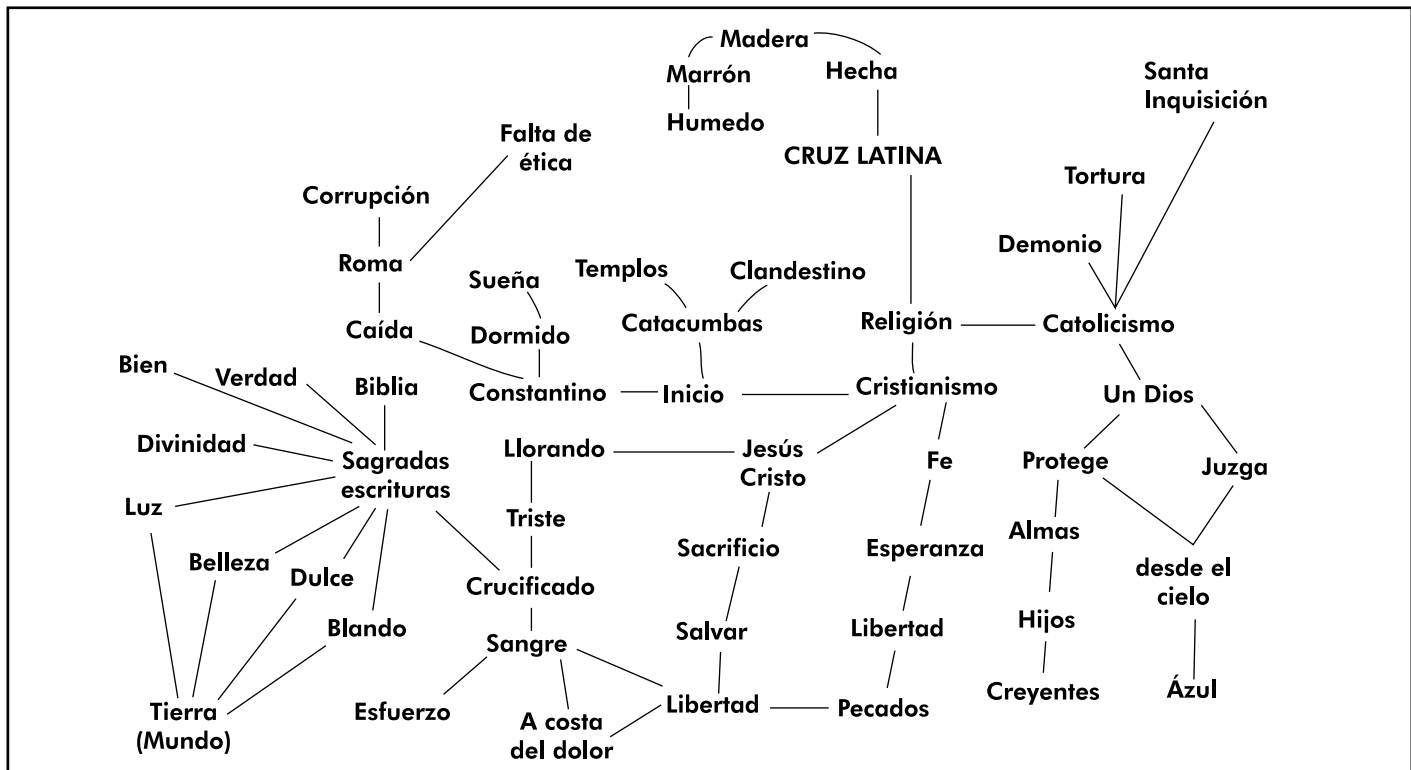 Madera
Marrón
Hecha
Humedo
Santa
Inquisición
Falta de
ética
CRUZ LATINA
Tortura
Corrupción
Demonio
Roma
Sueña
Templos
Clandestino
Caída
Dormido
Catacumbas
Religión
Catolicismo
Bien
Verdad
Biblia
Constantino
Inicio
Cristianismo
Un Dios
Divinidad
Sagradas
escrituras
Llorando
Jesús
Cristo
Fe
Protege
Juzga
Luz
Triste
Almas
Belleza
Dulce
Crucificado
Sacrificio
Esperanza
desde el
cielo
Blando
Sangre
Salvar
Libertad
Hijos
Tierra
(Mundo)
Esfuerzo
A costa
del dolor
Libertad
Pecados
Creyentes
Ázul